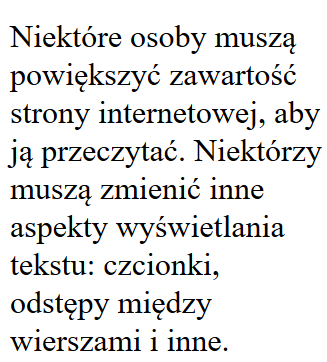 Niektóre osoby muszą
powiększyć zawartość
strony internetowej, aby
ją przeczytać. Niektórzy
muszą zmienić inne
aspekty wyświetlania
tekstu: czcionki,
odstępy między
wierszami i inne.